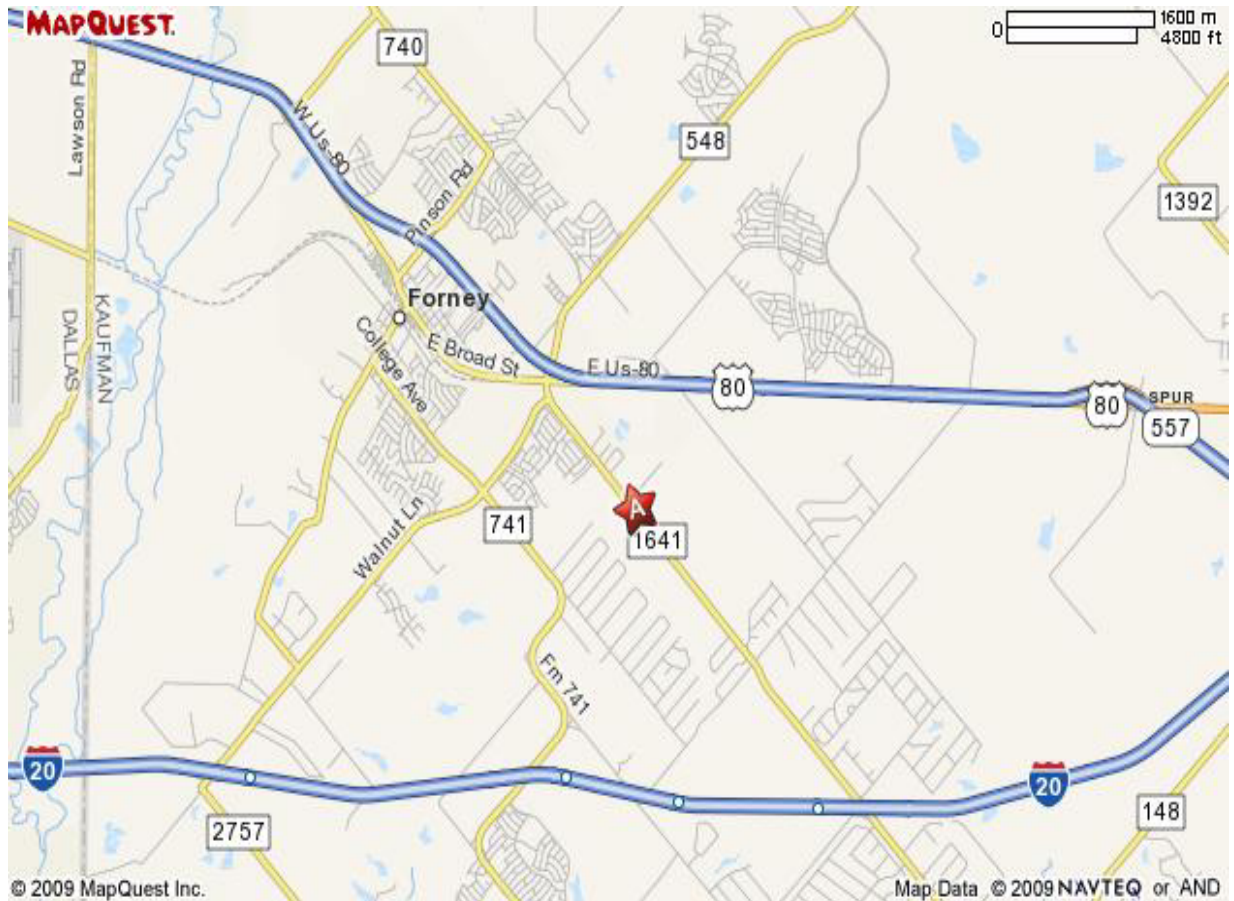 MAPQUEST.
0
1600 m
4800 ft
740
Lawson Rd
W Us-80
548
Pinson Rd
1392
KAUFMAN
DALLAS
Forney
College Ave
E Broad St
E Us-80
80
80
SPUR
557
A
1641
741
Walnut Ln
Fm 741
20
20
2757
148
© 2009 MapQuest Inc.
Map Data © 2009 NAVTEQ or AND